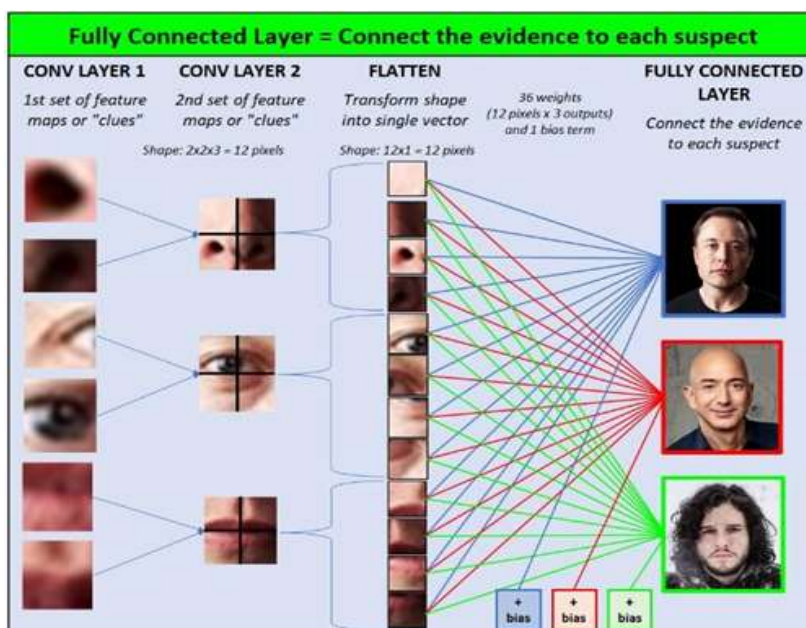 Fully Connected Layer = Connect the evidence to each suspect
CONV LAYER 1
1st set of feature
maps or "clues"
CONV LAYER 2
2nd set of feature
maps or "clues"
Shape: 2x2x3 = 12 pixels
FLATTEN
Transform shape
into single vector
Shape: 12x1 = 12 pixels
36 weights
(12 pixels x 3 outputs)
and 1 bias term
FULLY CONNECTED
LAYER
Connect the evidence
to each suspect
+
bias
+
bias
+
bias